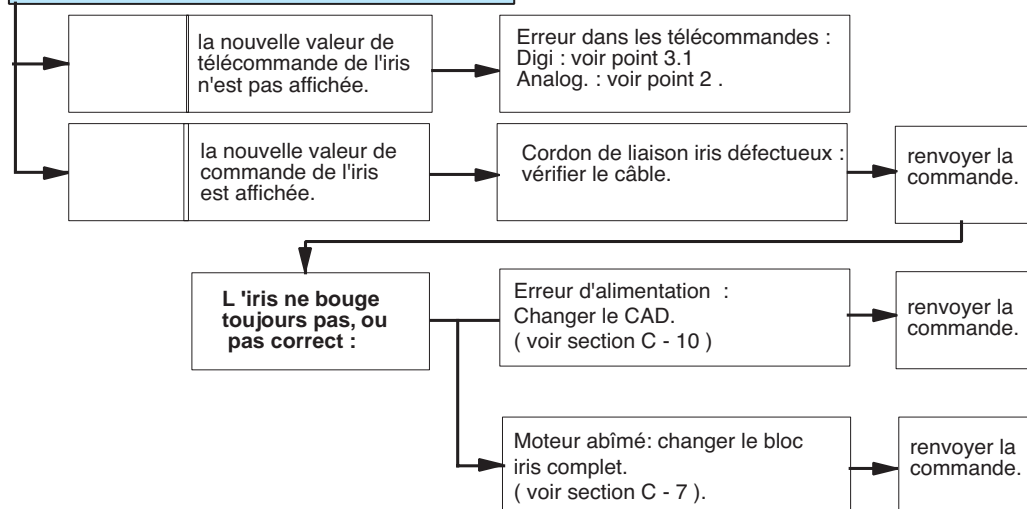 la nouvelle valeur de
télécommande de l'iris
n'est pas affichée.
Erreur dans les télécommandes :
Digi : voir point 3.1
Analog. : voir point 2 .
la nouvelle valeur de
commande de l'iris
est affichée.
Cordon de liaison iris défectueux :
vérifier le câble.
renvoyer la
commande.
L 'iris ne bouge
toujours pas, ou
pas correct :
Erreur d'alimentation :
Changer le CAD.
( voir section C - 10 )
renvoyer la
commande.
Moteur abîmé: changer le bloc
iris complet.
( voir section C - 7 ).
renvoyer la
commande.